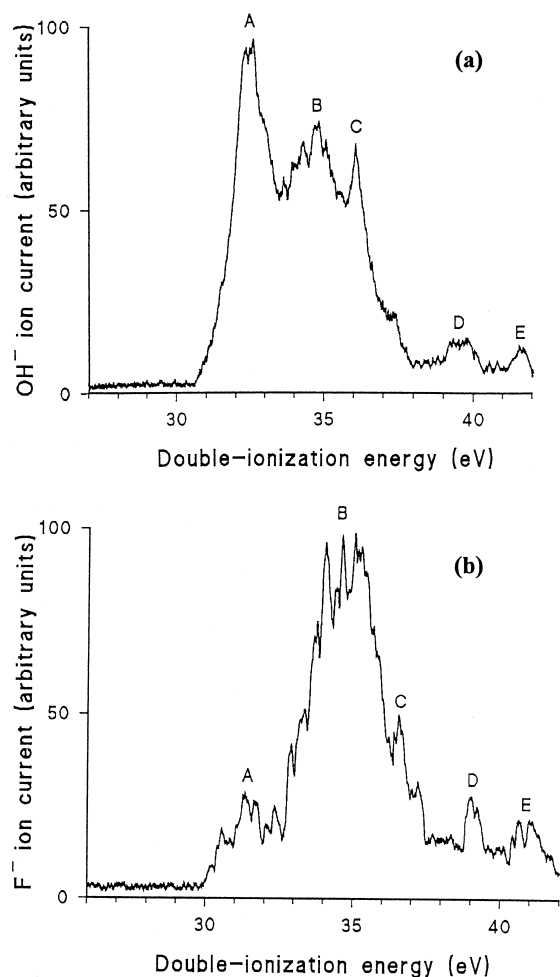 (a)
OH⁻ ion current (arbitrary units)
100
50
0
A
B
C
D
E
30
35
40
Double-ionization energy (eV)
(b)
F⁻ ion current (arbitrary units)
100
50
0
A
B
C
D
E
30
35
40
Double-ionization energy (eV)